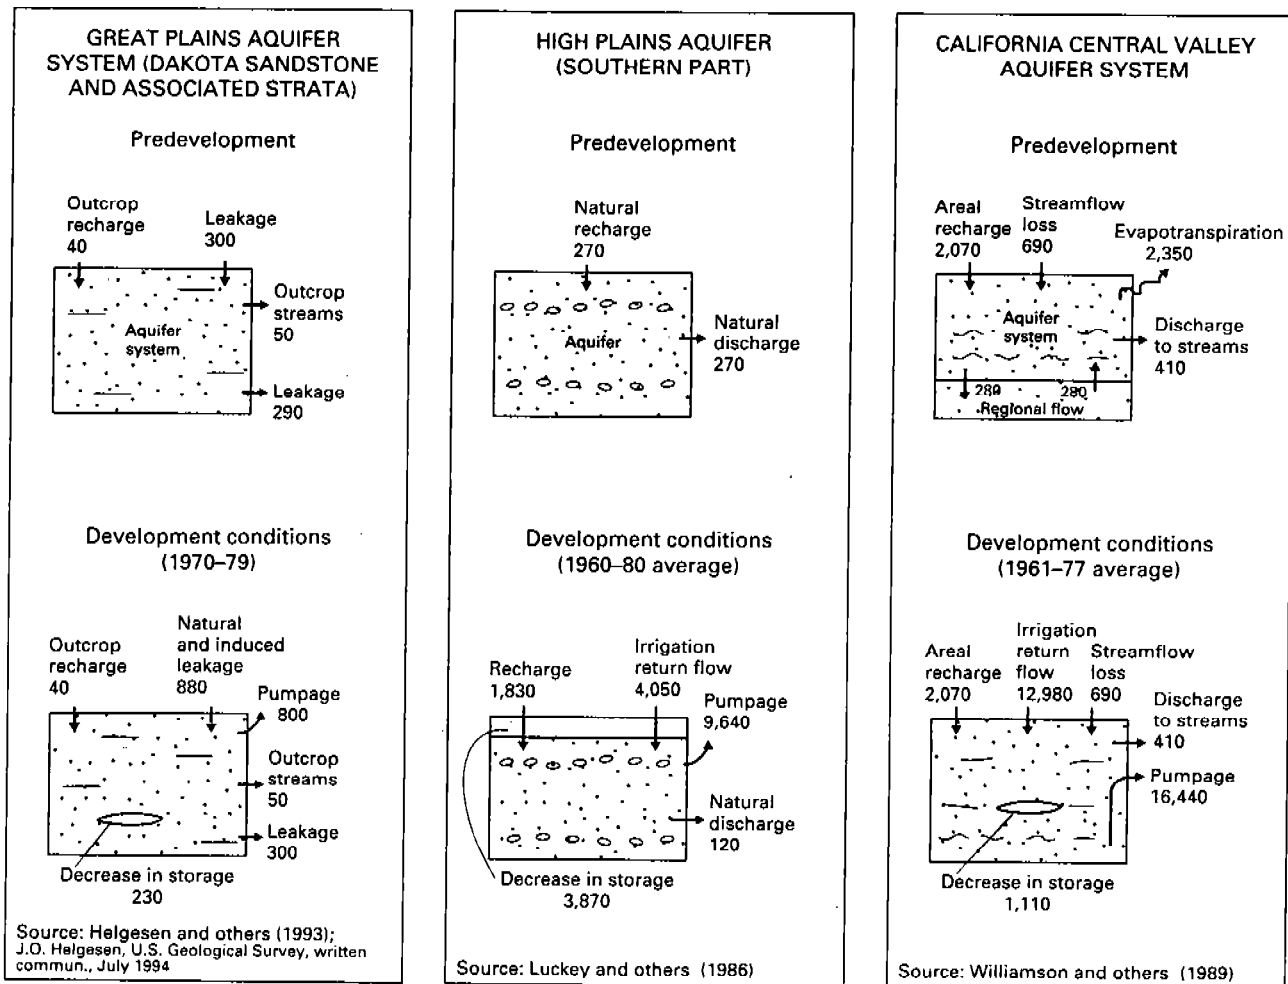 GREAT PLAINS AQUIFER
SYSTEM (DAKOTA SANDSTONE
AND ASSOCIATED STRATA)
Predevelopment
Outcrop
recharge
40
Leakage
300
Outcrop
streams
50
Aquifer
system
Leakage
290
Development conditions
(1970–79)
Outcrop
recharge
40
Natural
and induced
leakage
880
Pumpage
800
Outcrop
streams
50
Leakage
300
Decrease in storage
230
Source: Helgesen and others (1993);
J.O. Helgesen, U.S. Geological Survey, written
commun., July 1994
HIGH PLAINS AQUIFER
(SOUTHERN PART)
Predevelopment
Natural
recharge
270
Aquifer
Natural
discharge
270
Development conditions
(1960–80 average)
Recharge
1,830
Irrigation
return flow
4,050
Pumpage
9,640
Natural
discharge
120
Decrease in storage
3,870
Source: Luckey and others (1986)
CALIFORNIA CENTRAL VALLEY
AQUIFER SYSTEM
Predevelopment
Areal
recharge
2,070
Streamflow
loss
690
Evapotranspiration
2,350
Aquifer
system
Discharge
to streams
410
280 280
Regional flow
Development conditions
(1961–77 average)
Areal
recharge
2,070
Irrigation
return
flow
12,980
Streamflow
loss
690
Discharge
to streams
410
Pumpage
16,440
Decrease in storage
1,110
Source: Williamson and others (1989)